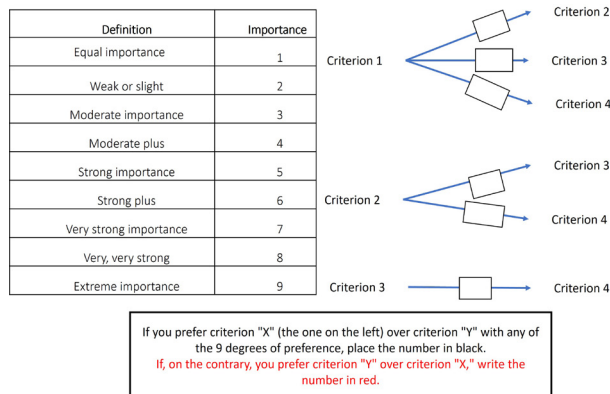 Definition Importance
Equal importance 1
Weak or slight 2
Moderate importance 3
Moderate plus 4
Strong importance 5
Strong plus 6
Very strong importance 7
Very, very strong 8
Extreme importance 9
Criterion 1
Criterion 2
Criterion 3
Criterion 4
Criterion 2
Criterion 3
Criterion 4
Criterion 3
Criterion 4
If you prefer criterion "X" (the one on the left) over criterion "Y" with any of
the 9 degrees of preference, place the number in black.
If, on the contrary, you prefer criterion "Y" over criterion "X," write the
number in red.